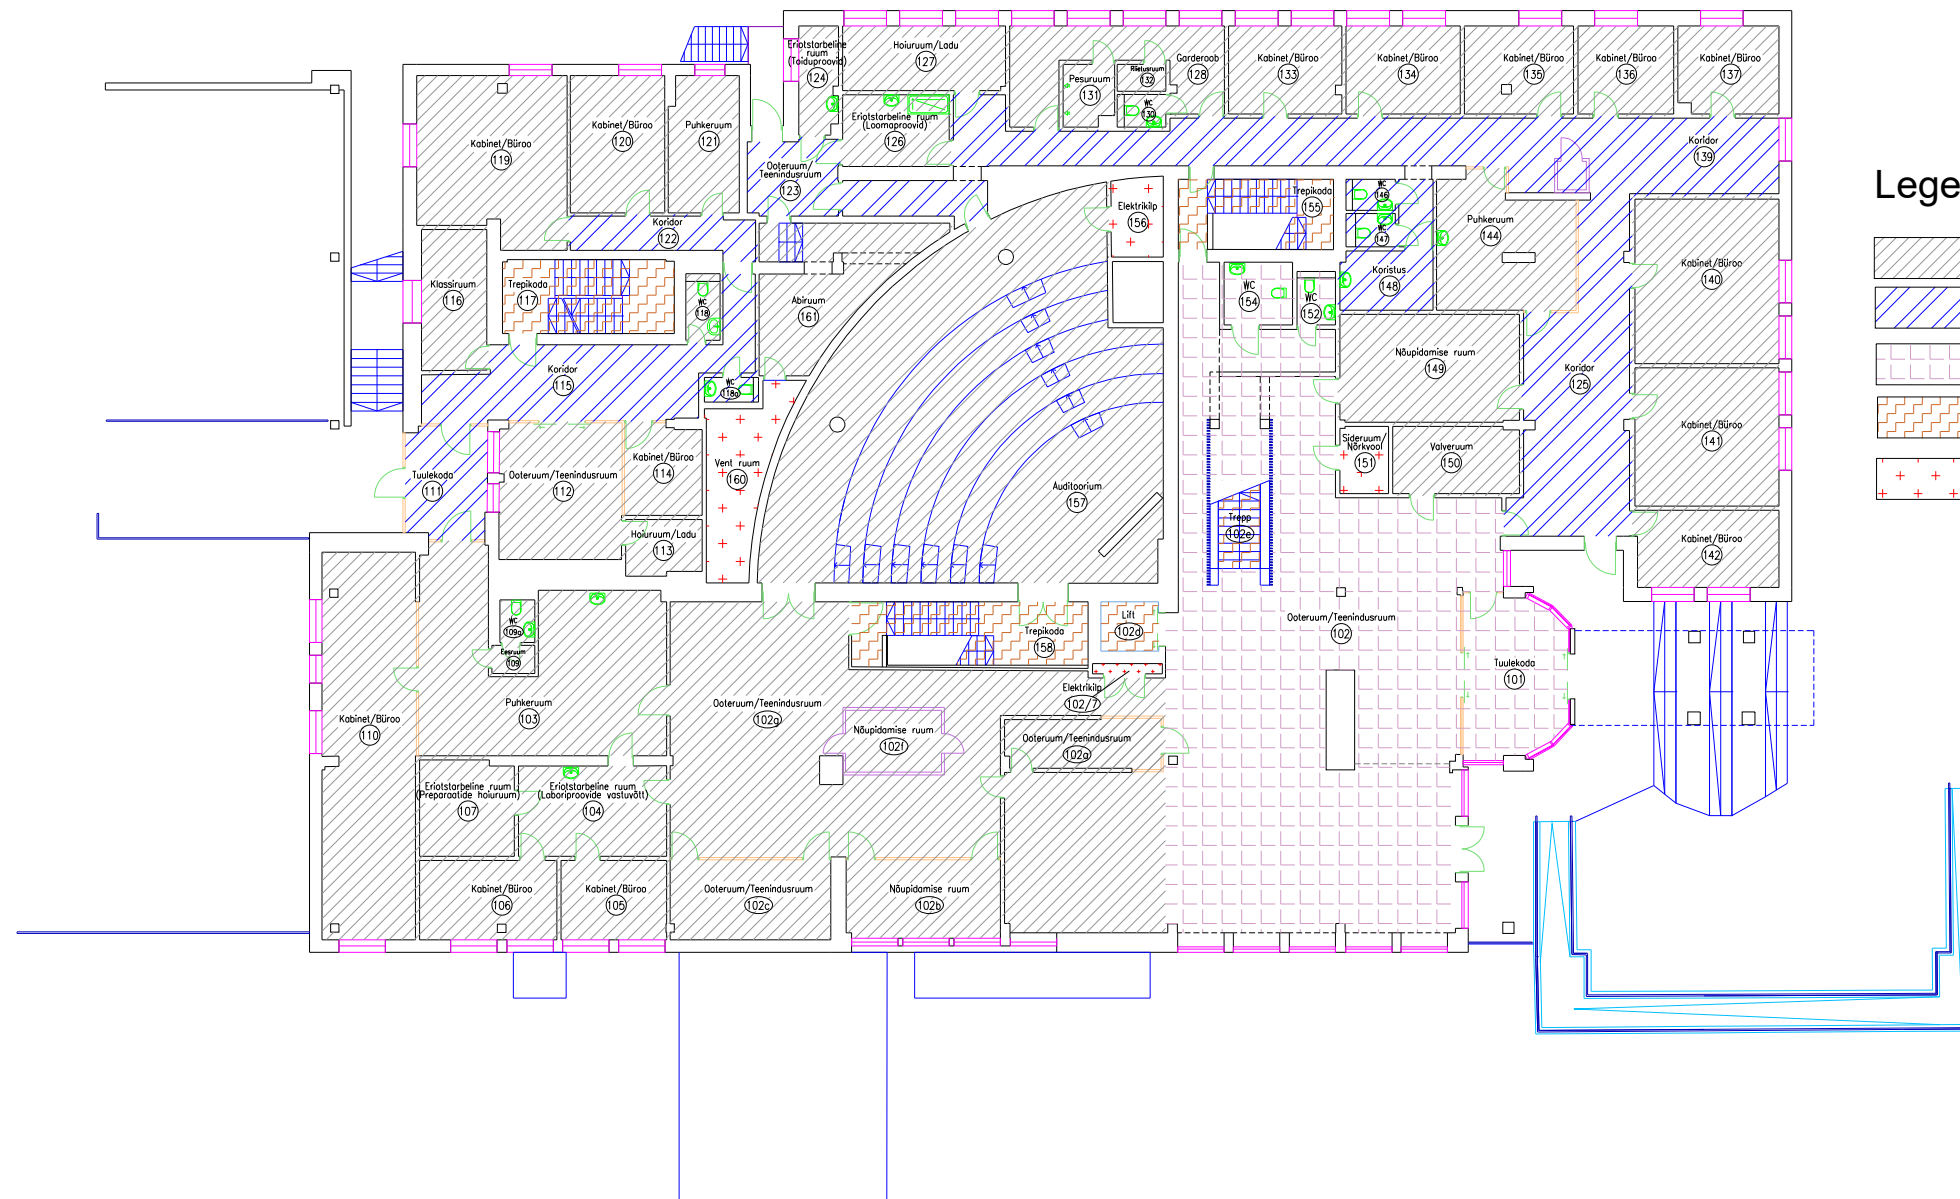 Eriotstarbeline
ruum
(Toiduproovid)
124
Hoiuruum/Ladu
127
Pesuruum
131
Riietusruum
132
WC
130
Garderoob
128
Kabinet/Büroo
133
Kabinet/Büroo
134
Kabinet/Büroo
135
Kabinet/Büroo
136
Kabinet/Büroo
137
Kabinet/Büroo
119
Kabinet/Büroo
120
Puhkeruum
121
Eriotstarbeline ruum
(Loomaproovid)
126
Ooteruum/
Teenindusruum
123
Koridor
139
Lege
Koridor
122
Elektrikilp
156
Trepikoda
155
WC
146
WC
147
Puhkeruum
144
Klassiruum
116
Trepikoda
117
WC
118
Abiruum
161
WC
154
WC
152
Koristus
148
Kabinet/Büroo
140
Koridor
115
WC
118a
Nõupidamise ruum
149
Koridor
125
Kabinet/Büroo
141
Tuulekoda
111
Ooteruum/Teenindusruum
112
Kabinet/Büroo
114
Vent ruum
160
Auditoorium
157
Sideruum/
Nõrkvool
151
Valveruum
150
Hoiuruum/Ladu
113
Trepp
102e
Kabinet/Büroo
142
WC
109a
Eesruum
109
Trepikoda
158
Lift
102d
Ooteruum/Teenindusruum
102
Tuulekoda
101
Kabinet/Büroo
110
Puhkeruum
103
Ooteruum/Teenindusruum
102g
Nõupidamise ruum
102f
Elektrikilp
102/7
Ooteruum/Teenindusruum
102a
Eriotstarbeline ruum
(Preparaatide hoiuruum)
107
Eriotstarbeline ruum
(Laboriproovide vastuvõtt)
104
Kabinet/Büroo
106
Kabinet/Büroo
105
Ooteruum/Teenindusruum
102c
Nõupidamise ruum
102b